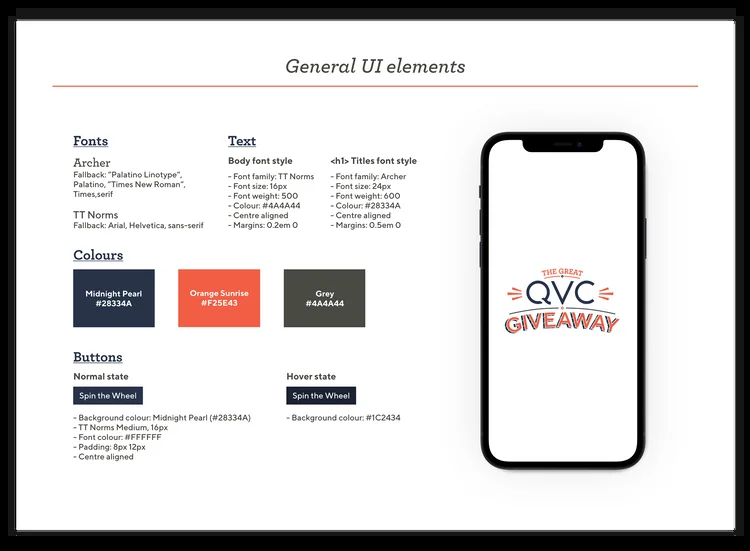 General UI elements
Fonts
Archer
Fallback: "Palatino Linotype",
Palatino, "Times New Roman",
Times,serif
TT Norms
Fallback: Arial, Helvetica, sans-serif
Text
Body font style
- Font family: TT Norms
- Font size: 16px
- Font weight: 500
- Colour: #4A4A44
- Centre aligned
- Margins: 0.2em 0
<h1> Titles font style
- Font family: Archer
- Font size: 24px
- Font weight: 600
- Colour: #28334A
- Centre aligned
- Margins: 0.5em 0
Colours
Midnight Pearl
#28334A
Orange Sunrise
#F25E43
Grey
#4A4A44
Buttons
Normal state
Spin the Wheel
- Background colour: Midnight Pearl (#28334A)
- TT Norms Medium, 16px
- Font colour: #FFFFFF
- Padding: 8px 12px
- Centre aligned
Hover state
Spin the Wheel
- Background colour: #1C2434
THE GREAT
QVC
GIVEAWAY